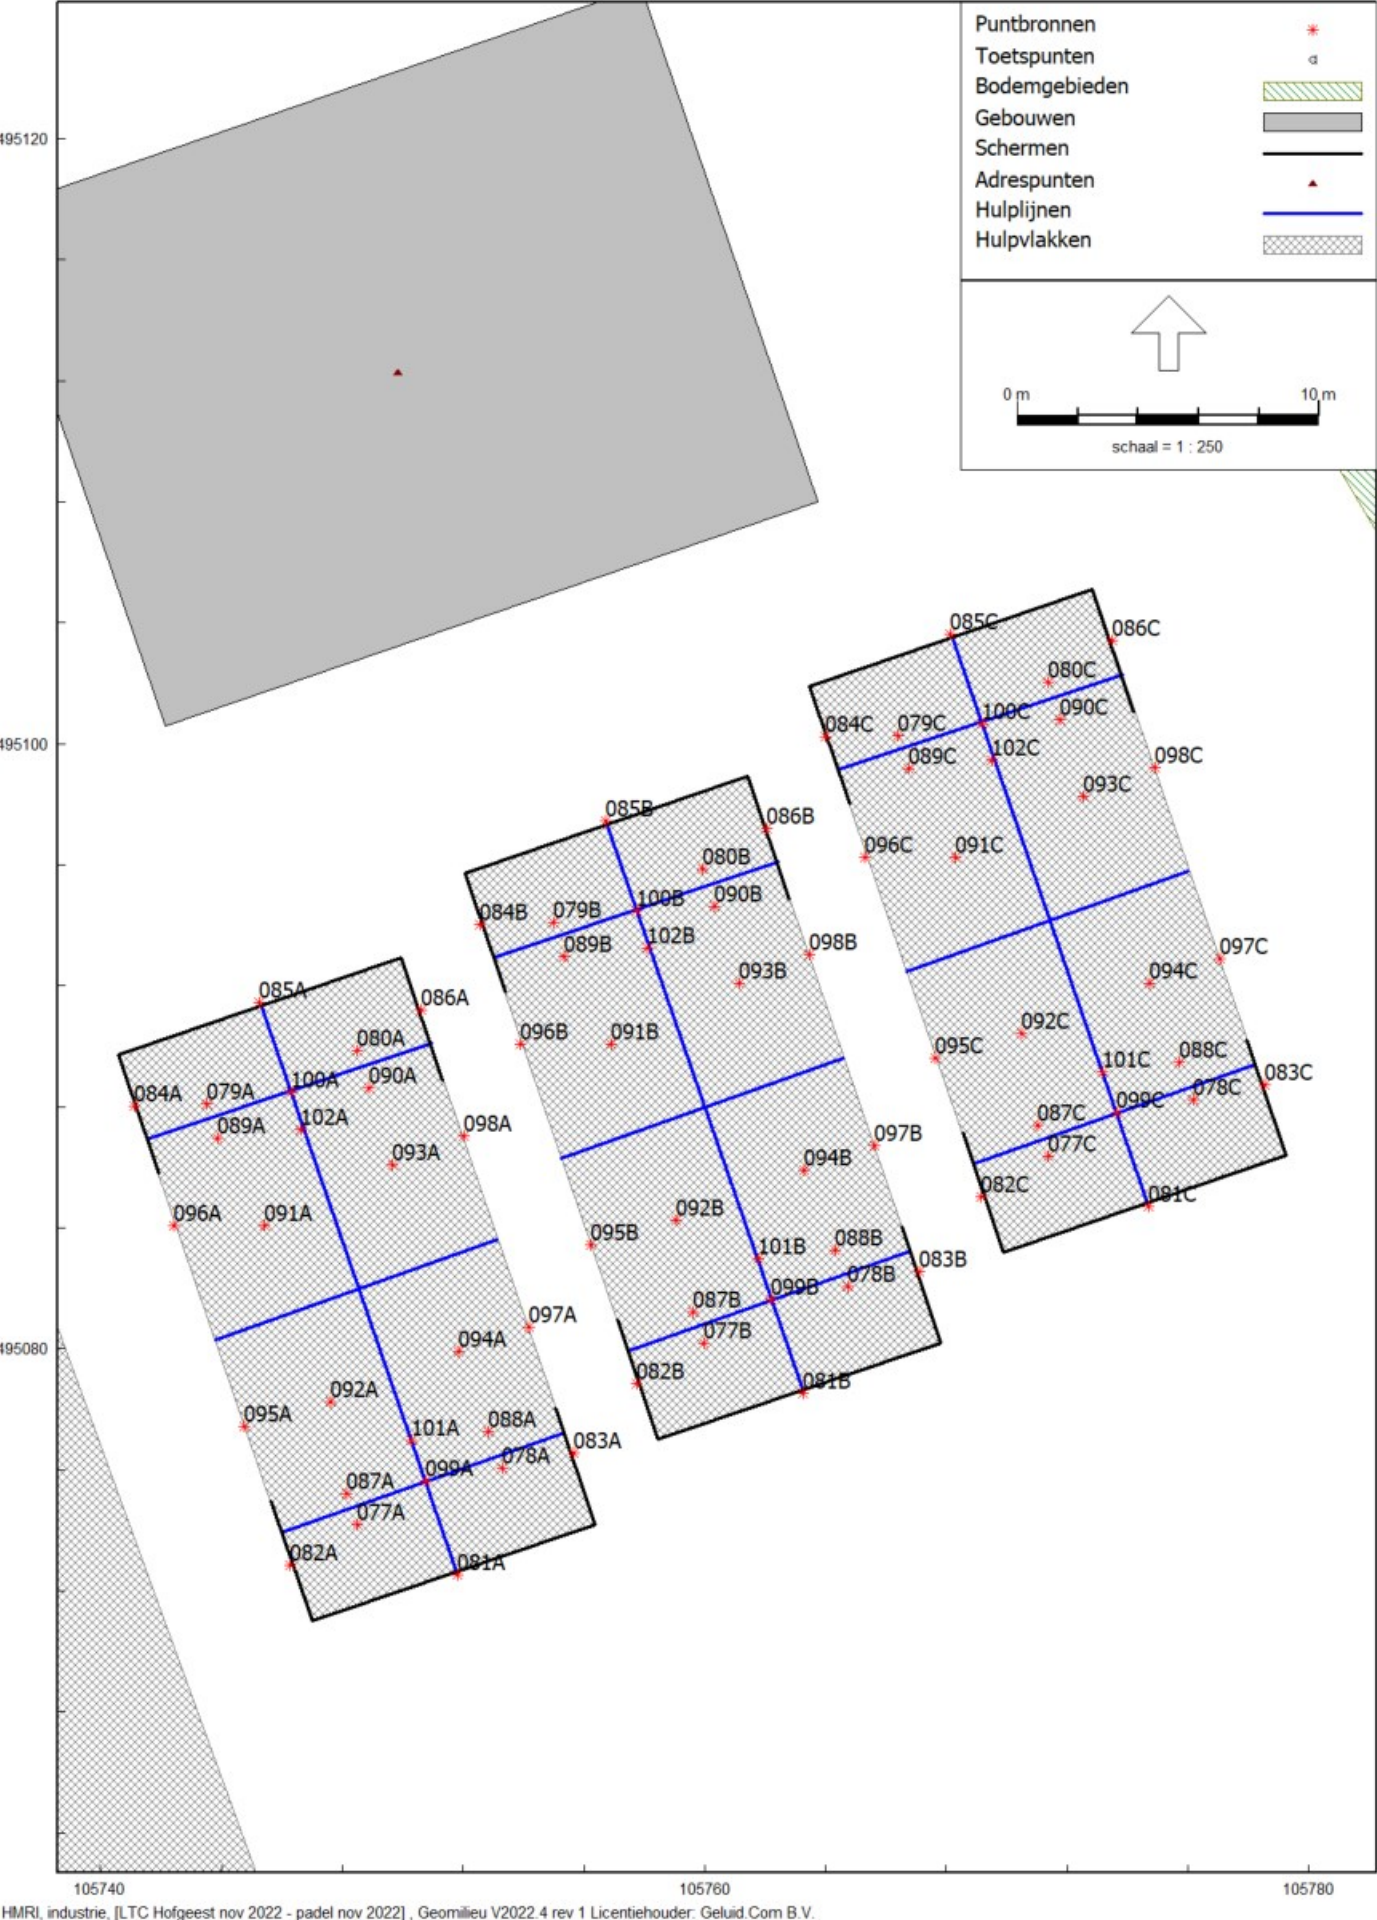 Puntbronnen
Toetspunten
Bodemgebieden
Gebouwen
Schermen
Adrespunten
Hulplijnen
Hulpvlakken
0 m 10 m
schaal = 1 : 250
495120
495100
495080
085C
086C
080C
090C
100C
084C 079C
102C
089C
098C
093C
096C 091C
097C
094C
092C
095C
101C
088C
083C
078C
099C
087C
077C
082C
081C
085B
086B
080B
090B
100B
084B 079B
102B
089B
098B
093B
096B 091B
097B
094B
092B
095B
101B
088B
083B
078B
099B
087B
077B
082B
081B
085A
086A
080A
090A
100A
084A 079A
102A
089A
098A
093A
096A 091A
097A
094A
092A
095A
101A
088A
083A
078A
099A
087A
077A
082A
081A
105740 105760 105780
HMRI, industrie, [LTC Hofgeest nov 2022 - padel nov 2022] , Geomilieu V2022.4 rev 1 Licentiehouder: Geluid.Com B.V.